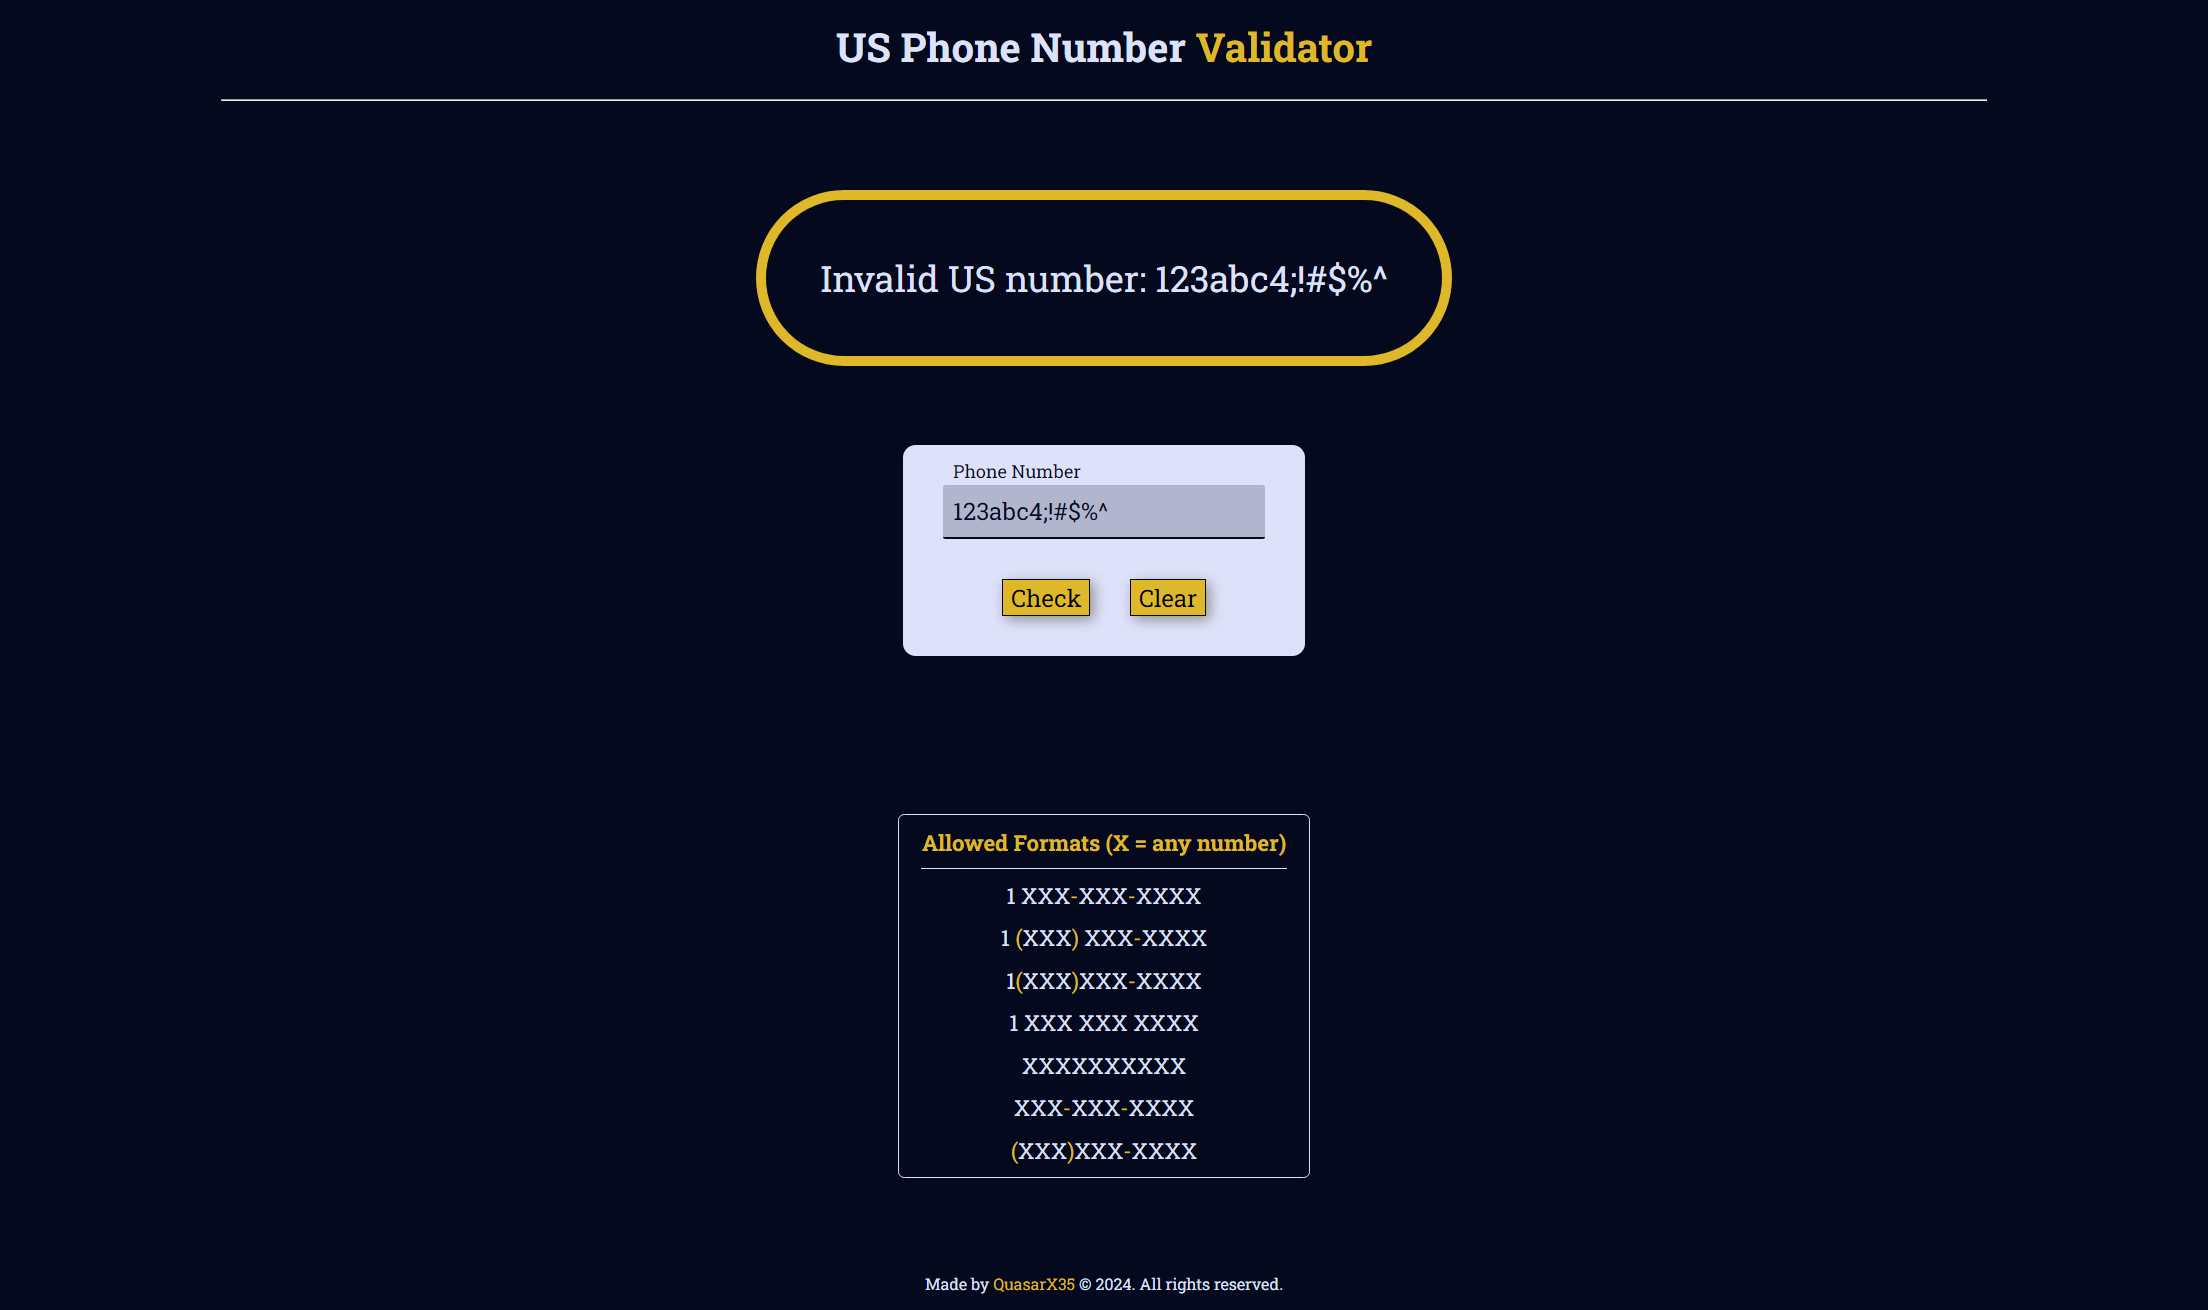 US Phone Number Validator
Invalid US number: 123abc4;!#$%^
Phone Number
123abc4;!#$%^
Check Clear
Allowed Formats (X = any number)
1 XXX-XXX-XXXX
1 (XXX) XXX-XXXX
1(XXX)XXX-XXXX
1 XXX XXX XXXX
XXXXXXXXXX
XXX-XXX-XXXX
(XXX)XXX-XXXX
Made by QuasarX35 © 2024. All rights reserved.